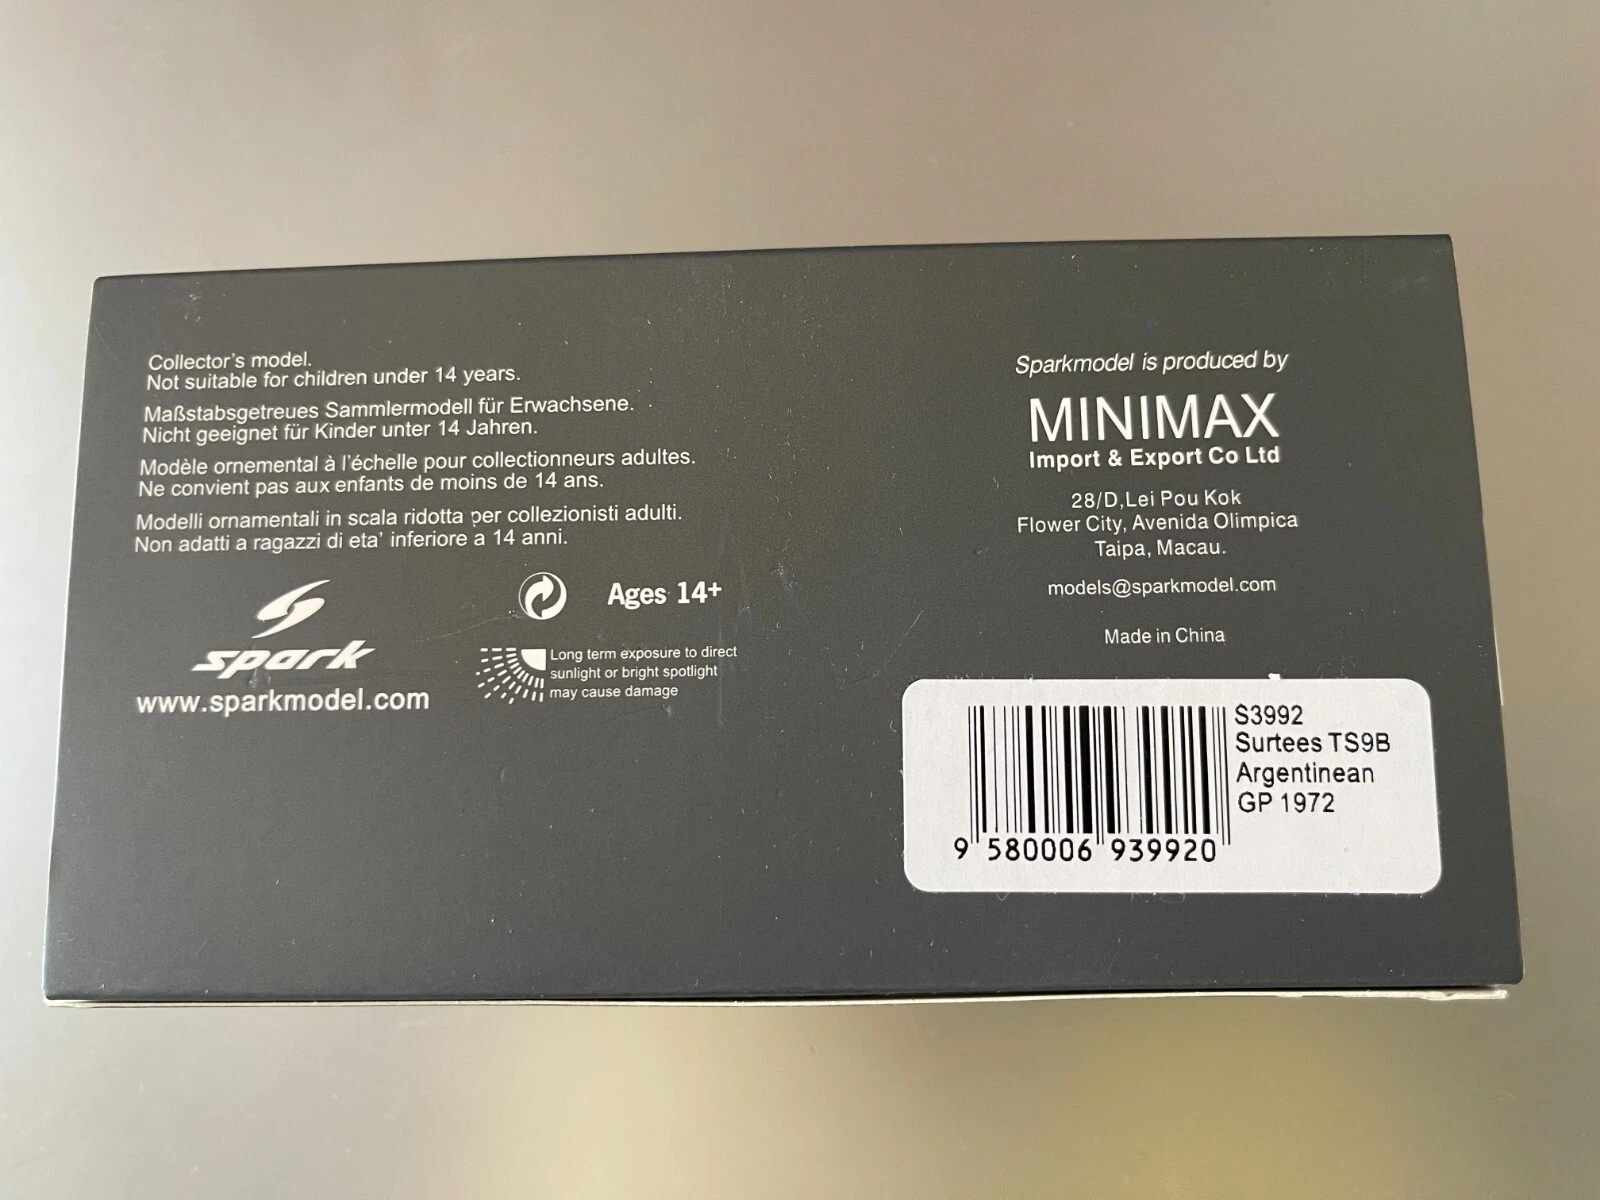 Collector's model.
Not suitable for children under 14 years.
Maßstabsgetreues Sammlermodell für Erwachsene.
Nicht geeignet für Kinder unter 14 Jahren.
Modèle ornemental à l'échelle pour collectionneurs adultes.
Ne convient pas aux enfants de moins de 14 ans.
Modelli ornamentali in scala ridotta per collezionisti adulti.
Non adatti a ragazzi di eta' inferiore a 14 anni.
spark
www.sparkmodel.com
Ages 14+
Long term exposure to direct
sunlight or bright spotlight
may cause damage
Sparkmodel is produced by
MINIMAX
Import & Export Co Ltd
28/D,Lei Pou Kok
Flower City, Avenida Olimpica
Taipa, Macau.
models@sparkmodel.com
Made in China
S3992
Surtees TS9B
Argentinean
GP 1972
9 580006 939920